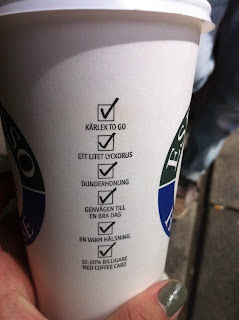 KÄRLEK TO GO
ETT LITET LYCKORUS
DUNDERHONUNG
GENVÄGEN TILL
EN BRA DAG
EN VARM HÄLSNING
10-20% BILLIGARE
MED COFFEE CARD